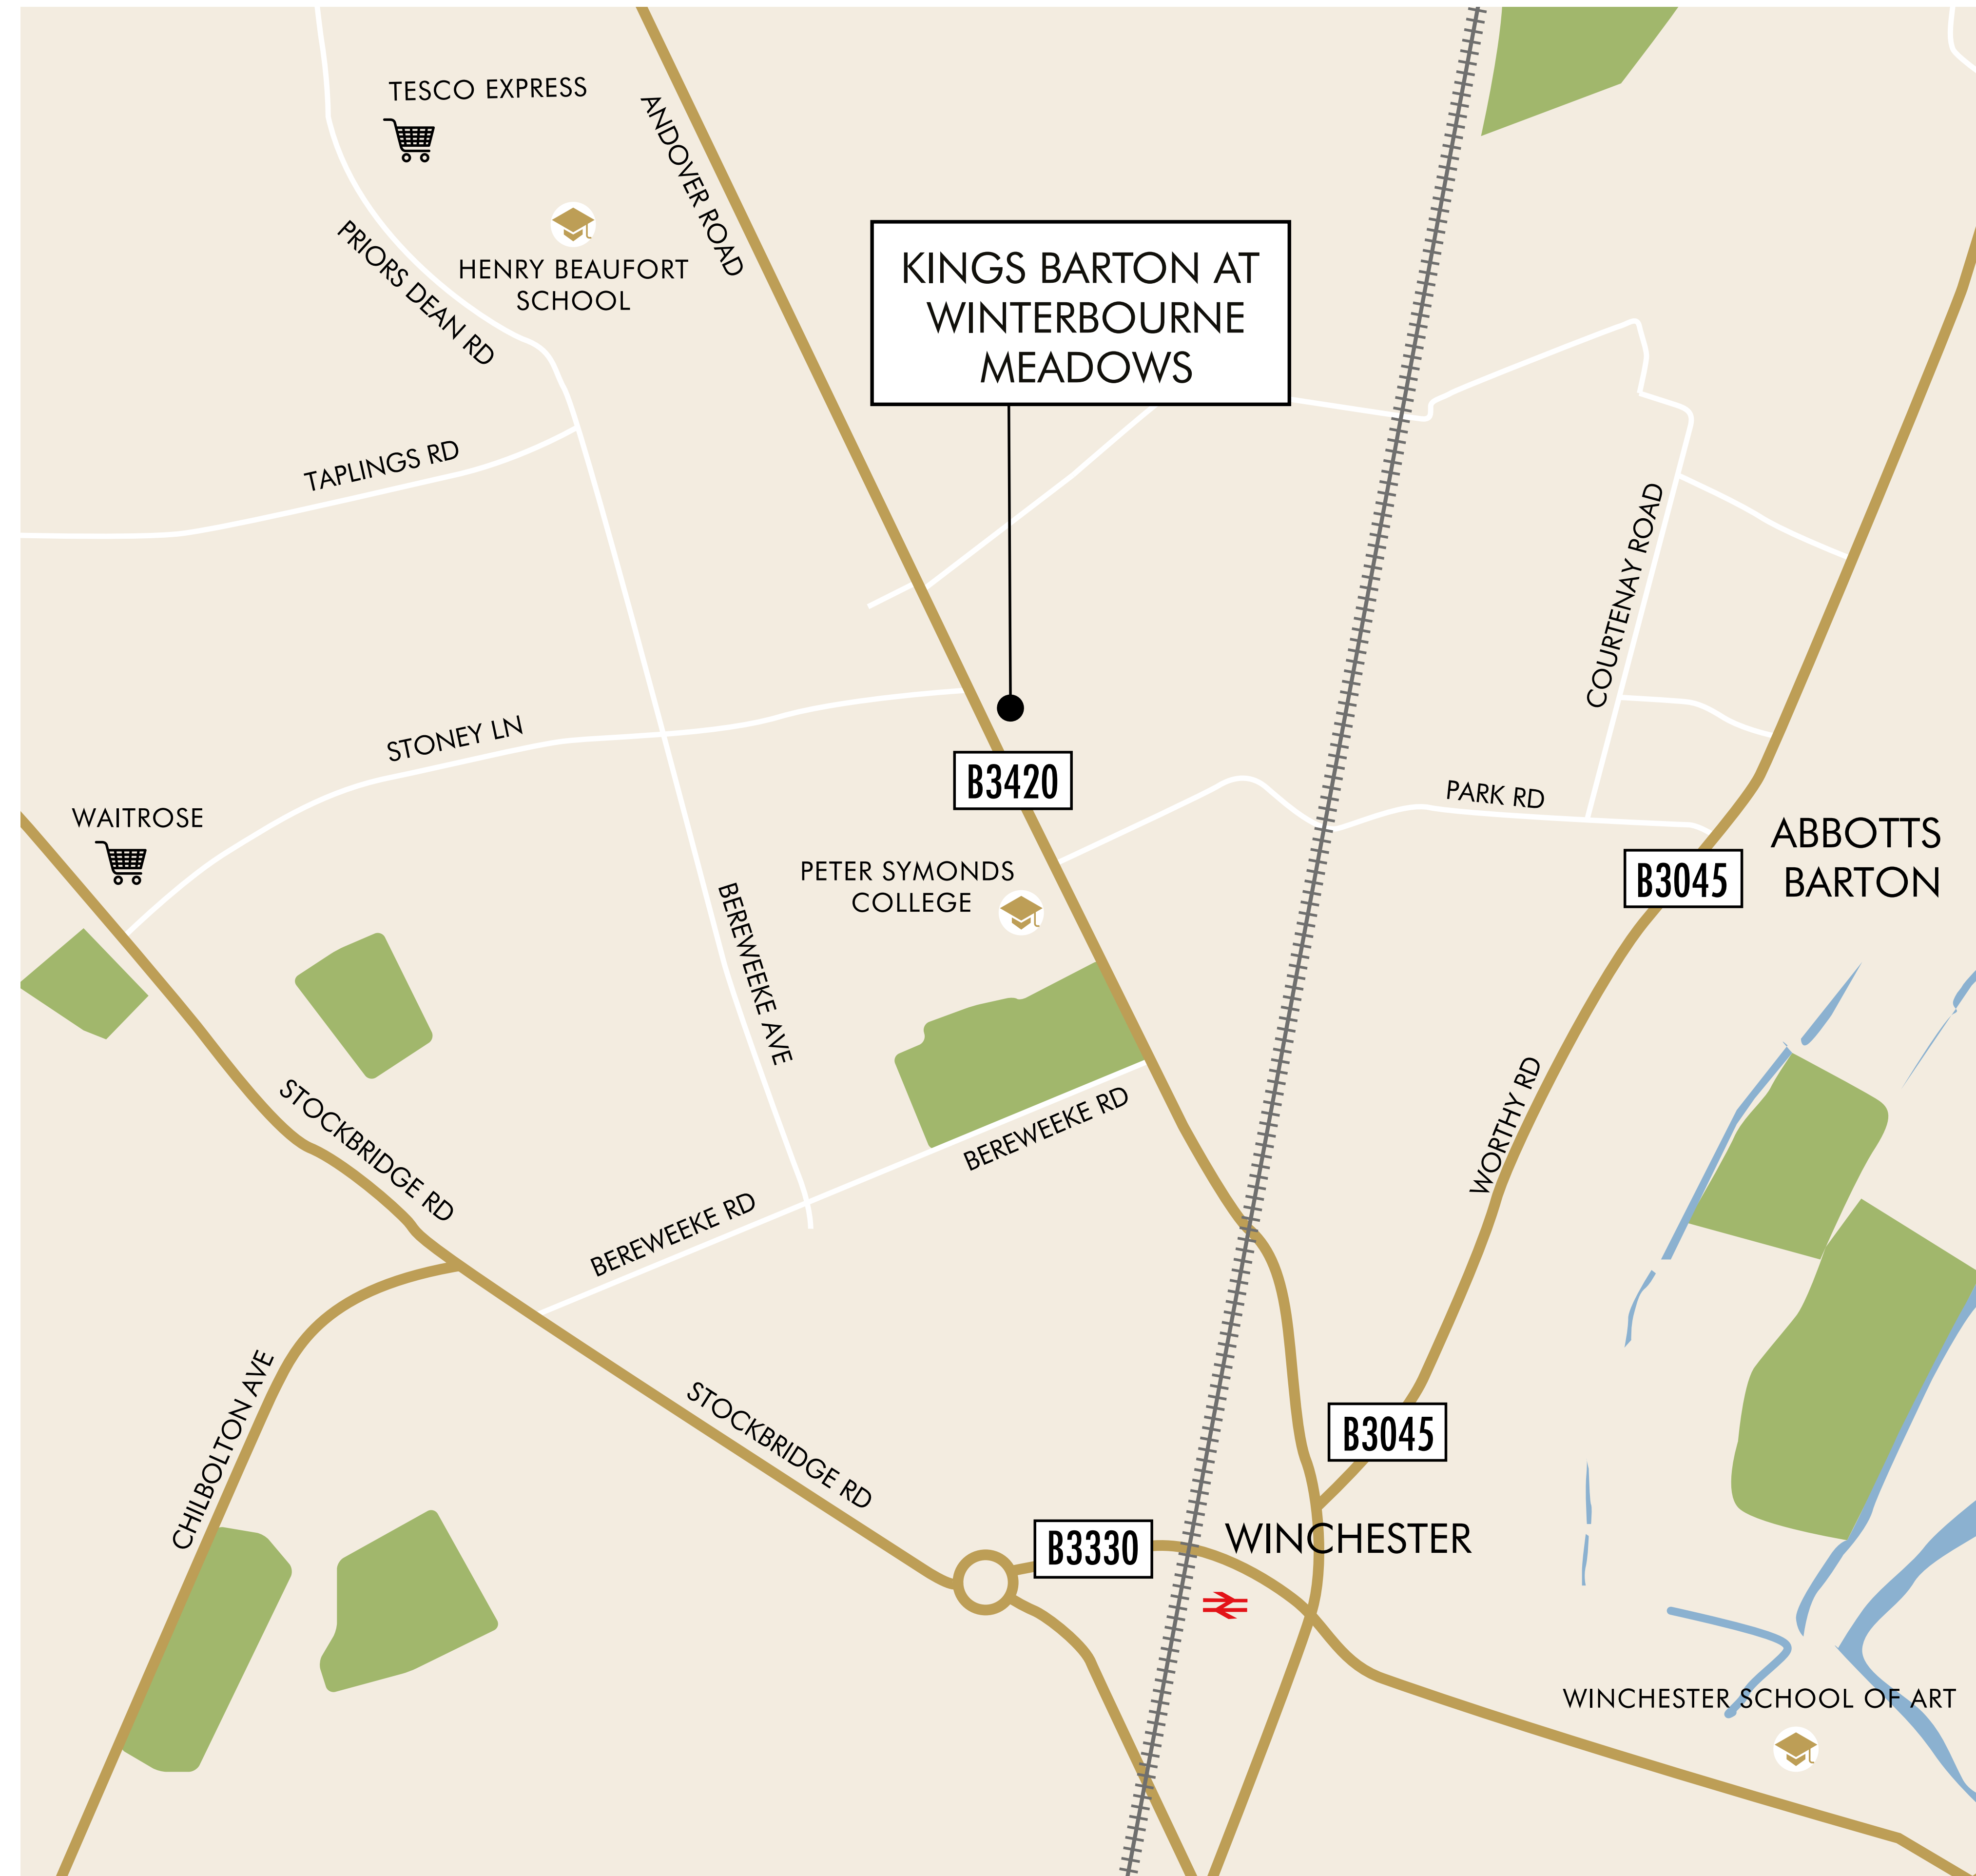 TESCO EXPRESS
ANDOVER ROAD
PRIORS DEAN RD
HENRY BEAUFORT
SCHOOL
KINGS BARTON AT
WINTERBOURNE
MEADOWS
TAPLINGS RD
COURTENAY ROAD
STONEY LN
B3420
PARK RD
WAITROSE
ABBOTTS
BARTON
B3045
PETER SYMONDS
COLLEGE
BEREWEEKE AVE
WORTHY RD
STOCKBRIDGE RD
BEREWEEKE RD
BEREWEEKE RD
CHILBOLTON AVE
STOCKBRIDGE RD
B3045
B3330
WINCHESTER
WINCHESTER SCHOOL OF ART